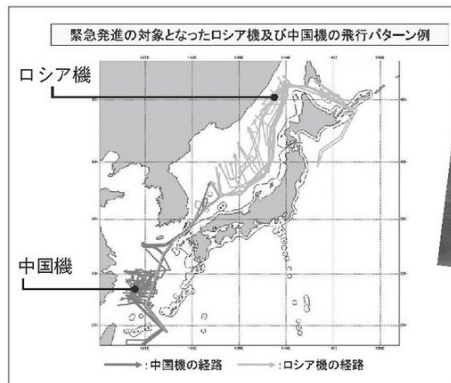 緊急発進の対象となったロシア機及び中国機の飛行パターン例
ロシア機
中国機
:中国機の経路
:ロシア機の経路